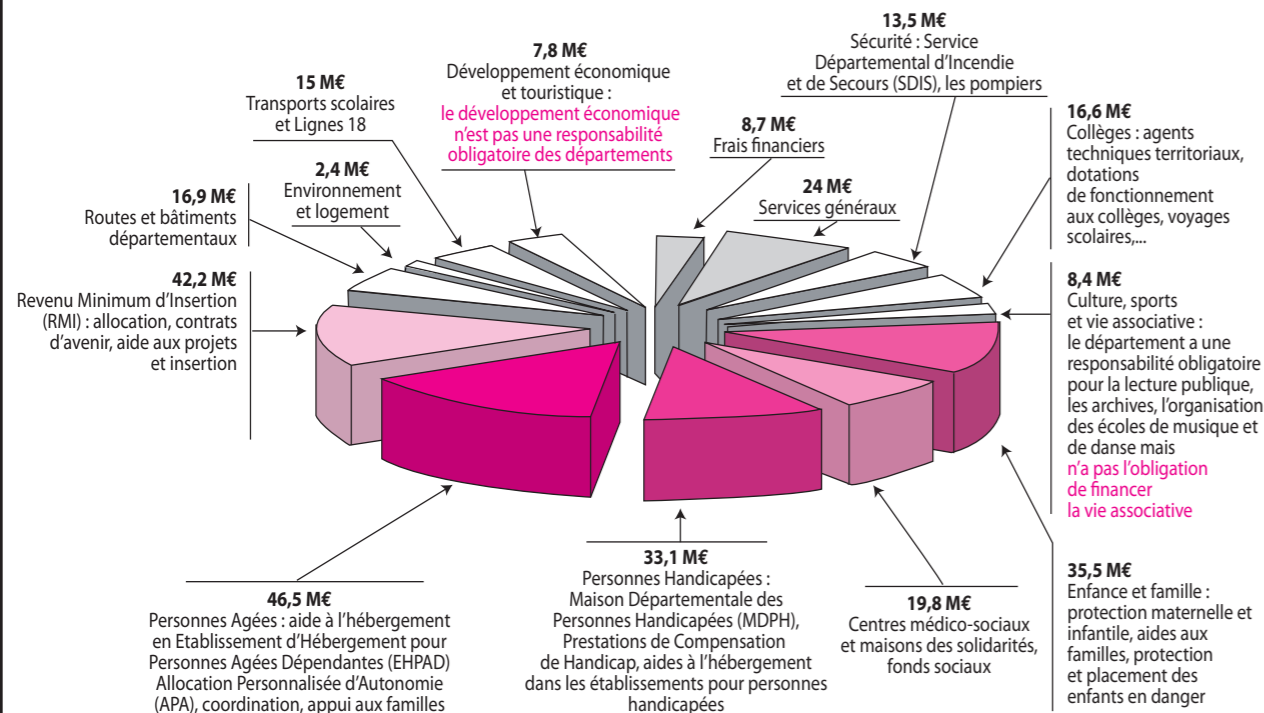 13,5 M€
Sécurité : Service
Départemental d'Incendie
et de Secours (SDIS), les pompiers
7,8 M€
Développement économique
et touristique :
le développement économique
n'est pas une responsabilité
obligatoire des départements
15 M€
Transports scolaires
et Lignes 18
8,7 M€
Frais financiers
16,6 M€
Collèges : agents
techniques territoriaux,
dotations
de fonctionnement
aux collèges, voyages
scolaires,...
2,4 M€
Environnement
et logement
24 M€
Services généraux
16,9 M€
Routes et bâtiments
départementaux
42,2 M€
Revenu Minimum d'Insertion
(RMI) : allocation, contrats
d'avenir, aide aux projets
et insertion
8,4 M€
Culture, sports
et vie associative :
le département a une
responsabilité obligatoire
pour la lecture publique,
les archives, l'organisation
des écoles de musique et
de danse mais
n'a pas l'obligation
de financer
la vie associative
46,5 M€
Personnes Agées : aide à l'hébergement
en Etablissement d'Hébergement pour
Personnes Agées Dépendantes (EHPAD)
Allocation Personnalisée d'Autonomie
(APA), coordination, appui aux familles
33,1 M€
Personnes Handicapées :
Maison Départementale des
Personnes Handicapées (MDPH),
Prestations de Compensation
de Handicap, aides à l'hébergement
dans les établissements pour personnes
handicapées
19,8 M€
Centres médico-sociaux
et maisons des solidarités,
fonds sociaux
35,5 M€
Enfance et famille :
protection maternelle et
infantile, aides aux
familles, protection
et placement des
enfants en danger